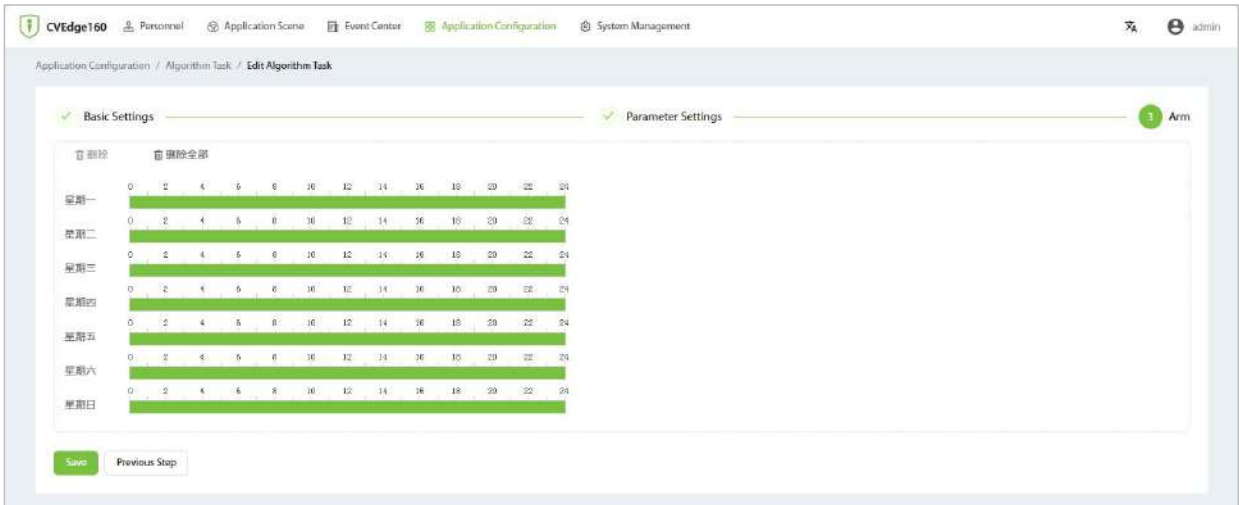 CVEdge160 Personnel Application Scene Event Center Application Configuration System Management admin
Application Configuration / Algorithm Task / Edit Algorithm Task
Basic Settings Parameter Settings 3 Arm
删除 删除全部
0 2 4 6 8 10 12 14 16 18 20 22 24
星期一
0 2 4 6 8 10 12 14 16 18 20 22 24
星期二
0 2 4 6 8 10 12 14 16 18 20 22 24
星期三
0 2 4 6 8 10 12 14 16 18 20 22 24
星期四
0 2 4 6 8 10 12 14 16 18 20 22 24
星期五
0 2 4 6 8 10 12 14 16 18 20 22 24
星期六
0 2 4 6 8 10 12 14 16 18 20 22 24
星期日
Save Previous Step